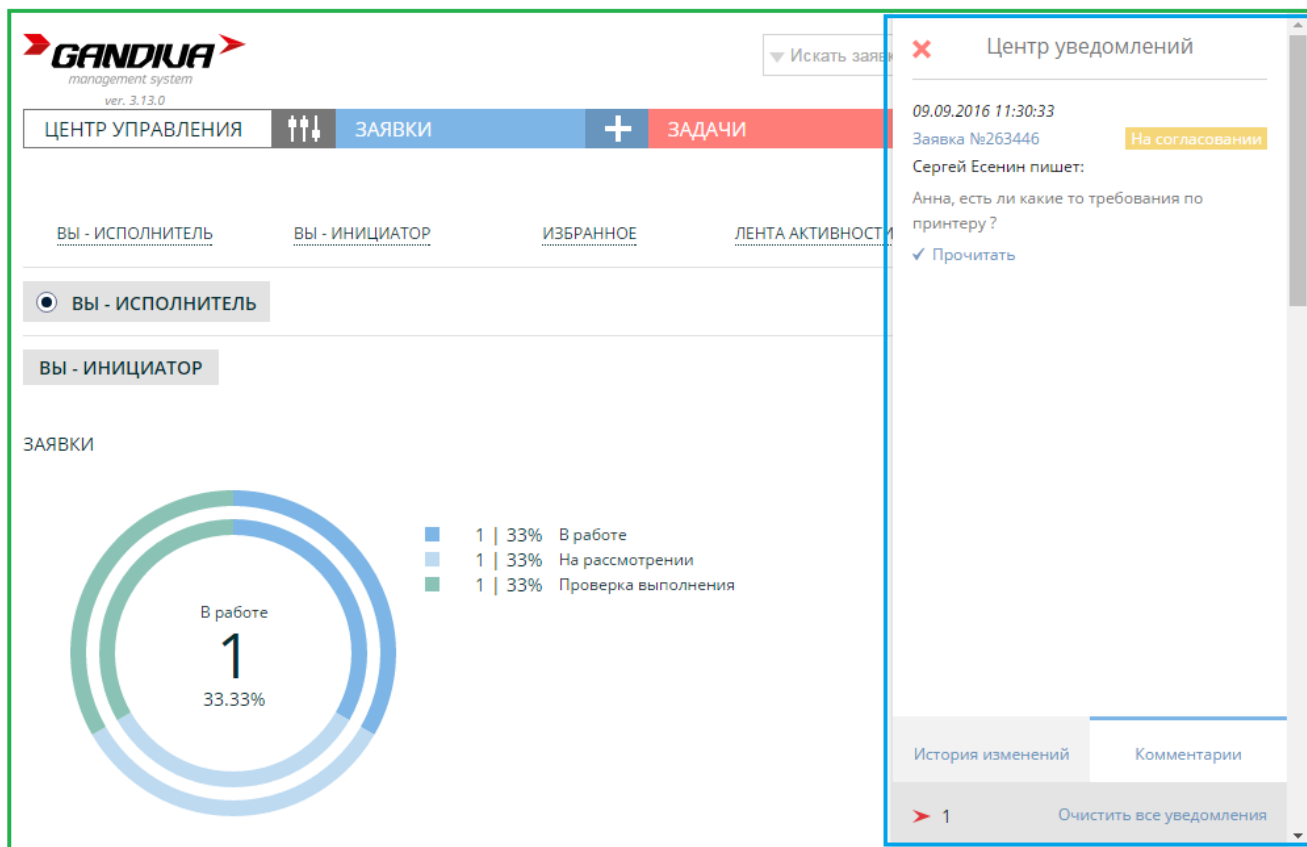 GANDIVA
management system
ver. 3.13.0
Искать заявк
ЦЕНТР УПРАВЛЕНИЯ
ЗАЯВКИ
ЗАДАЧИ
ВЫ - ИСПОЛНИТЕЛЬ
ВЫ - ИНИЦИАТОР
ИЗБРАННОЕ
ЛЕНТА АКТИВНОСТИ
ВЫ - ИСПОЛНИТЕЛЬ
ВЫ - ИНИЦИАТОР
ЗАЯВКИ
В работе
1
33.33%
1 | 33% В работе
1 | 33% На рассмотрении
1 | 33% Проверка выполнения
Центр уведомлений
09.09.2016 11:30:33
Заявка №263446
На согласовании
Сергей Есенин пишет:
Анна, есть ли какие то требования по
принтеру ?
Прочитать
История изменений
Комментарии
1
Очистить все уведомления